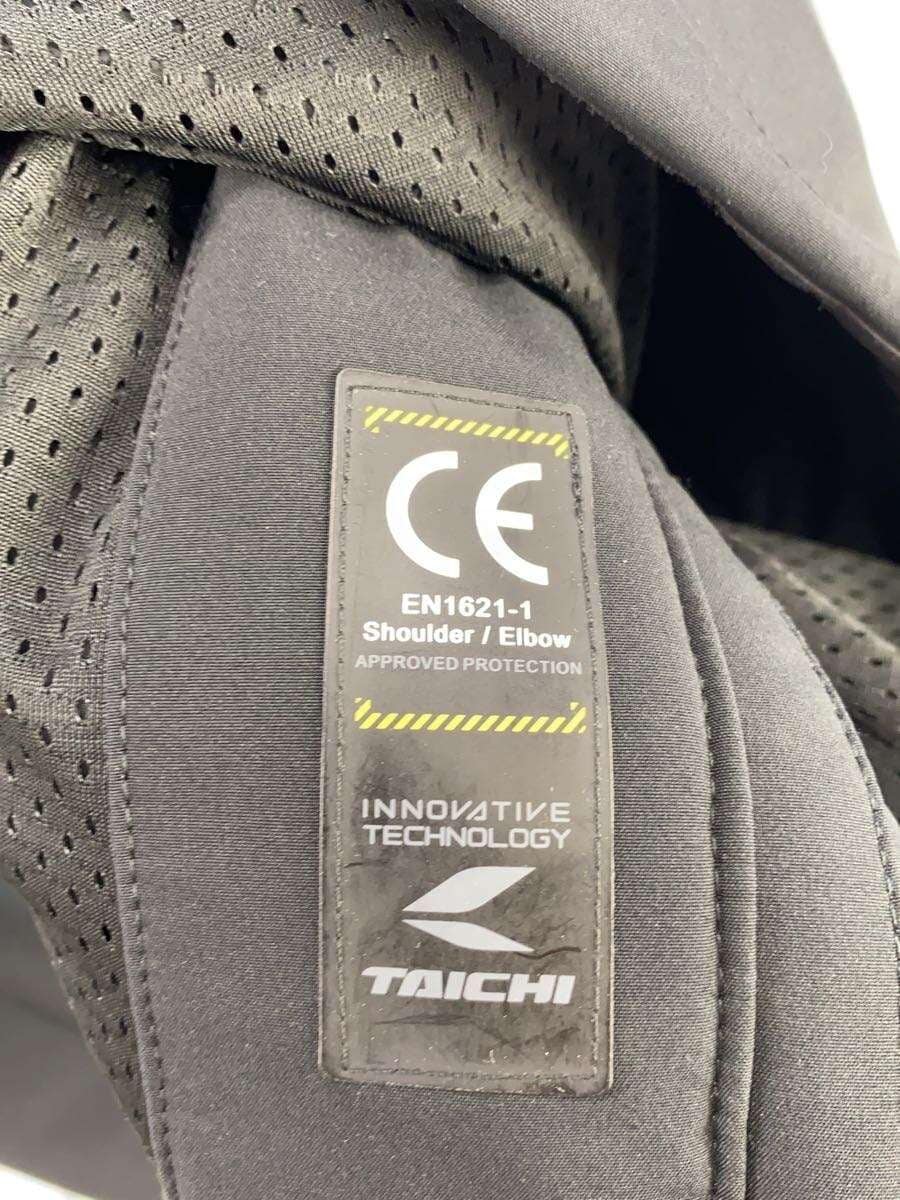 CE
EN1621-1
Shoulder / Elbow
APPROVED PROTECTION
INNOVATIVE
TECHNOLOGY
TAICHI